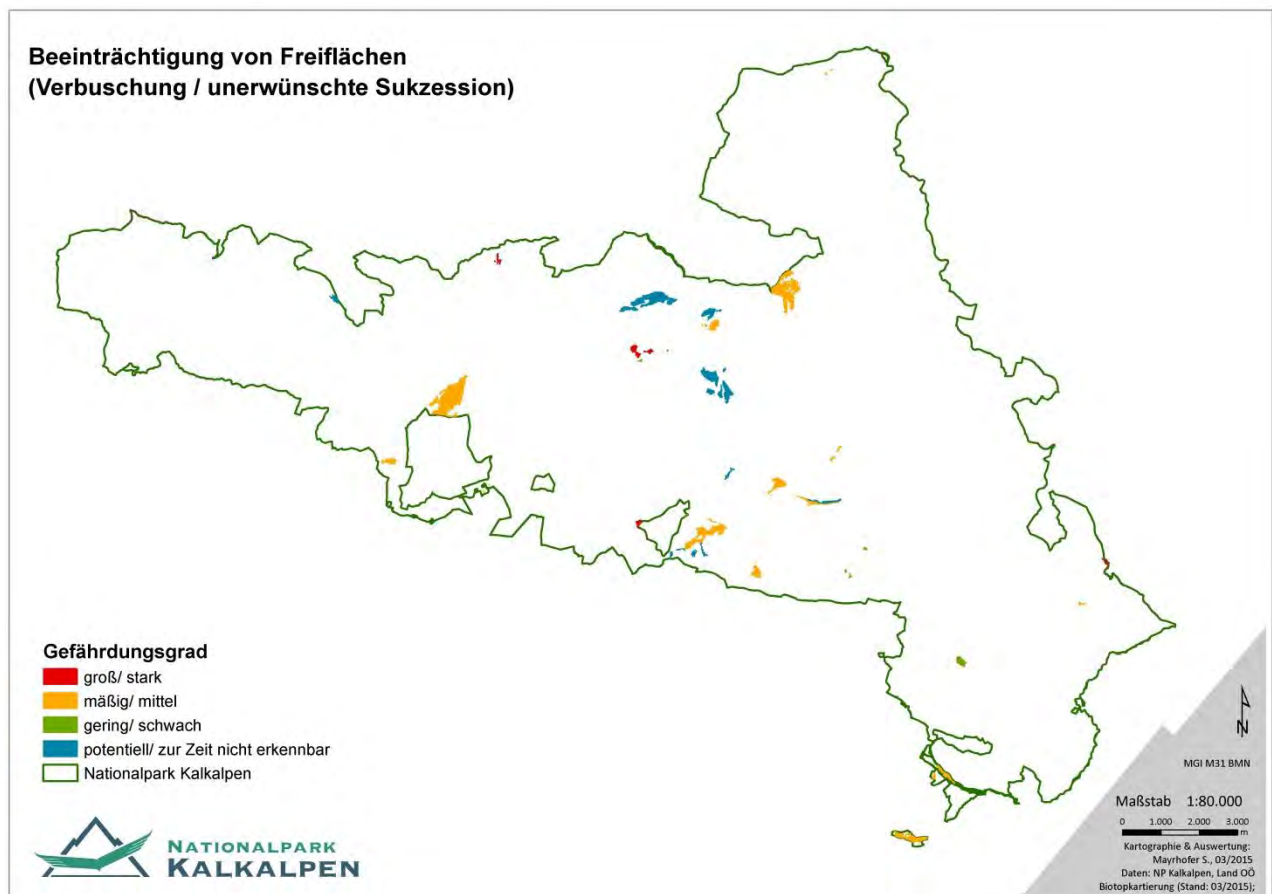 Beeinträchtigung von Freiflächen
(Verbuschung / unerwünschte Sukzession)
Gefährdungsgrad
groß/ stark
mäßig/ mittel
gering/ schwach
potentiell/ zur Zeit nicht erkennbar
Nationalpark Kalkalpen
NATIONALPARK
KALKALPEN
N
MGI M31 BMN
Maßstab 1:80.000
0 1.000 2.000 3.000
m
Kartographie & Auswertung:
Mayrhofer S., 03/2015
Daten: NP Kalkalpen, Land OÖ
Biotopkartierung (Stand: 03/2015);